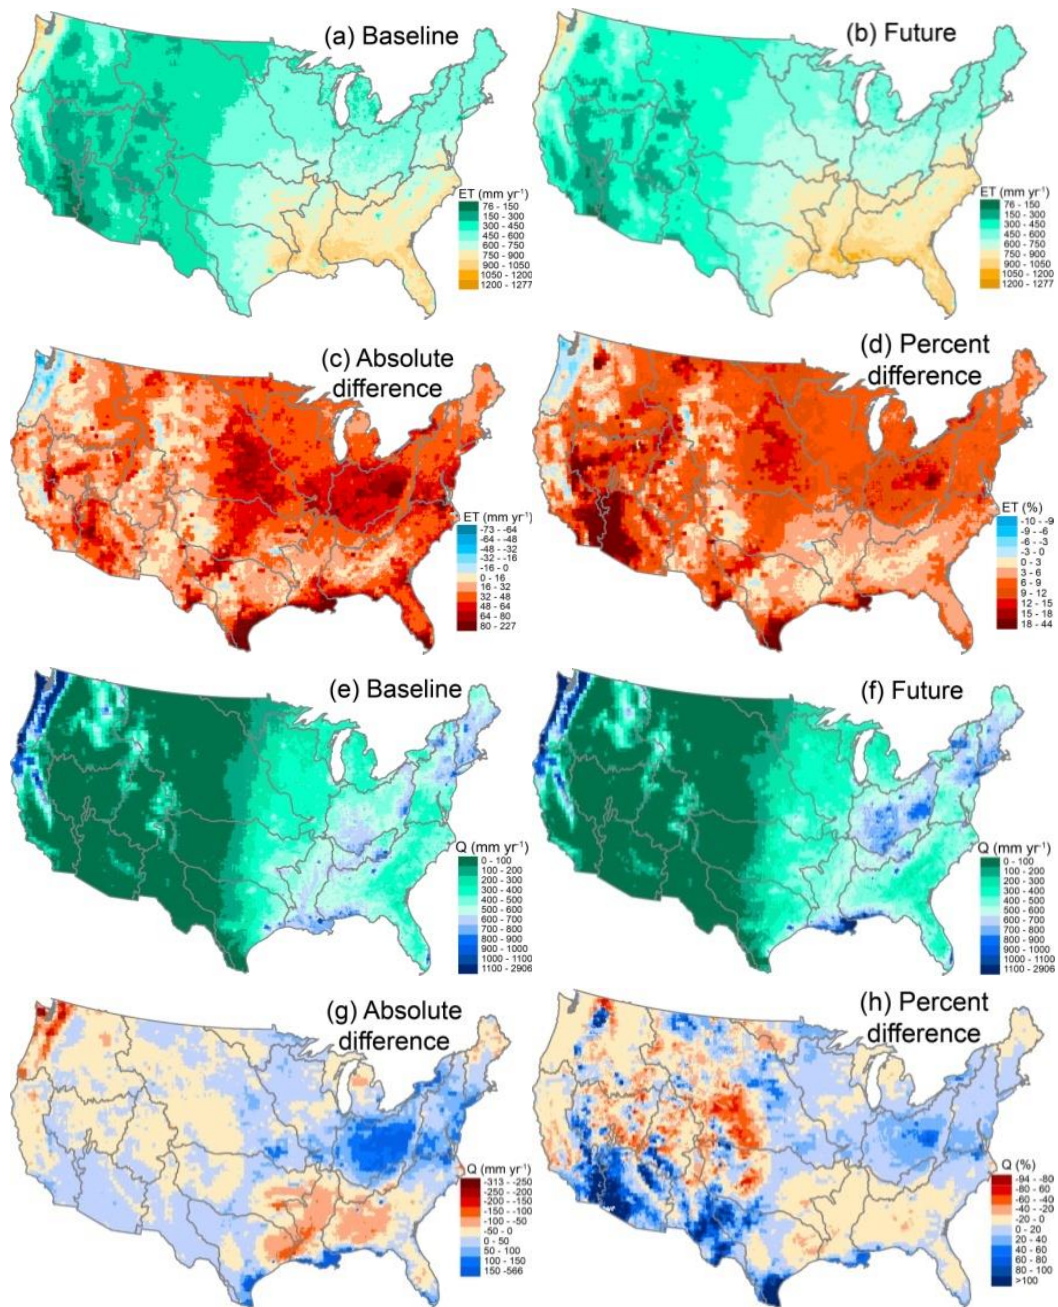 (a) Baseline
ET
(mm yr-1)
76 - 150
150 - 300
300 - 450
450 - 600
600 - 750
750 - 900
900 - 1050
1050 - 1200
1200 - 1277
(b) Future
ET
(mm yr-1)
76 - 150
150 - 300
300 - 450
450 - 600
600 - 750
750 - 900
900 - 1050
1050 - 1200
1200 - 1277
(c) Absolute
difference
ET (mm yr-1)
-73 - -64
-64 - -48
-48 - -32
-32 - -16
-16 - 0
0 - 16
16 - 32
32 - 48
48 - 64
64 - 80
80 - 227
(d) Percent
difference
ET (%)
-10 - -9
-9 - -6
-6 - -3
-3 - 0
0 - 3
3 - 6
6 - 9
9 - 12
12 - 15
15 - 18
18 - 44
(e) Baseline
Q (mm yr-1)
0 - 100
100 - 200
200 - 300
300 - 400
400 - 500
500 - 600
600 - 700
700 - 800
800 - 900
900 - 1000
1000 - 1100
1100 - 2906
(f) Future
Q (mm yr-1)
0 - 100
100 - 200
200 - 300
300 - 400
400 - 500
500 - 600
600 - 700
700 - 800
800 - 900
900 - 1000
1000 - 1100
1100 - 2906
(g) Absolute
difference
Q (mm yr-1)
-313 - -250
-250 - -200
-200 - -150
-150 - -100
-100 - -50
-50 - 0
0 - 50
50 - 100
100 - 150
150 -566
(h) Percent
difference
Q (%)
-94 - -80
-80 - -60
-60 - -40
-40 - -20
-20 - 0
0 - 20
20 - 40
40 - 60
60 - 80
80 - 100
>100